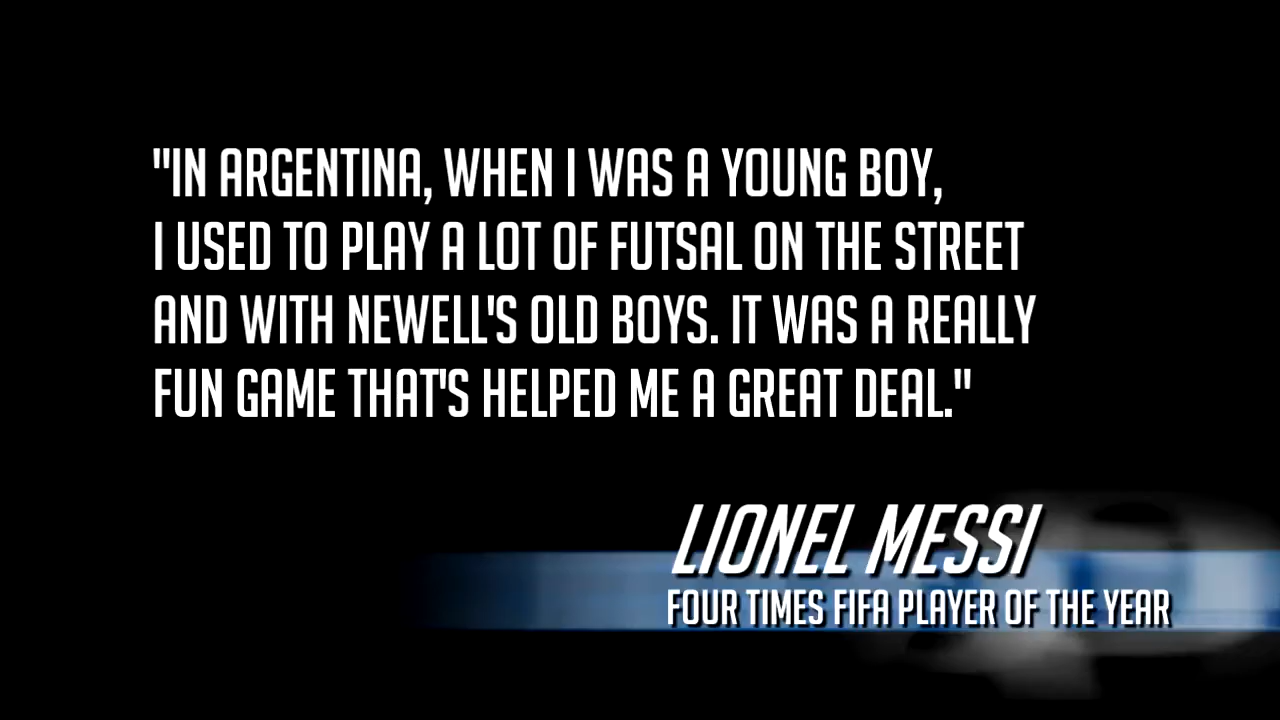 "IN ARGENTINA, WHEN I WAS A YOUNG BOY,
I USED TO PLAY A LOT OF FUTSAL ON THE STREET
AND WITH NEWELL'S OLD BOYS. IT WAS A REALLY
FUN GAME THAT'S HELPED ME A GREAT DEAL."
LIONEL MESSI
FOUR TIMES FIFA PLAYER OF THE YEAR